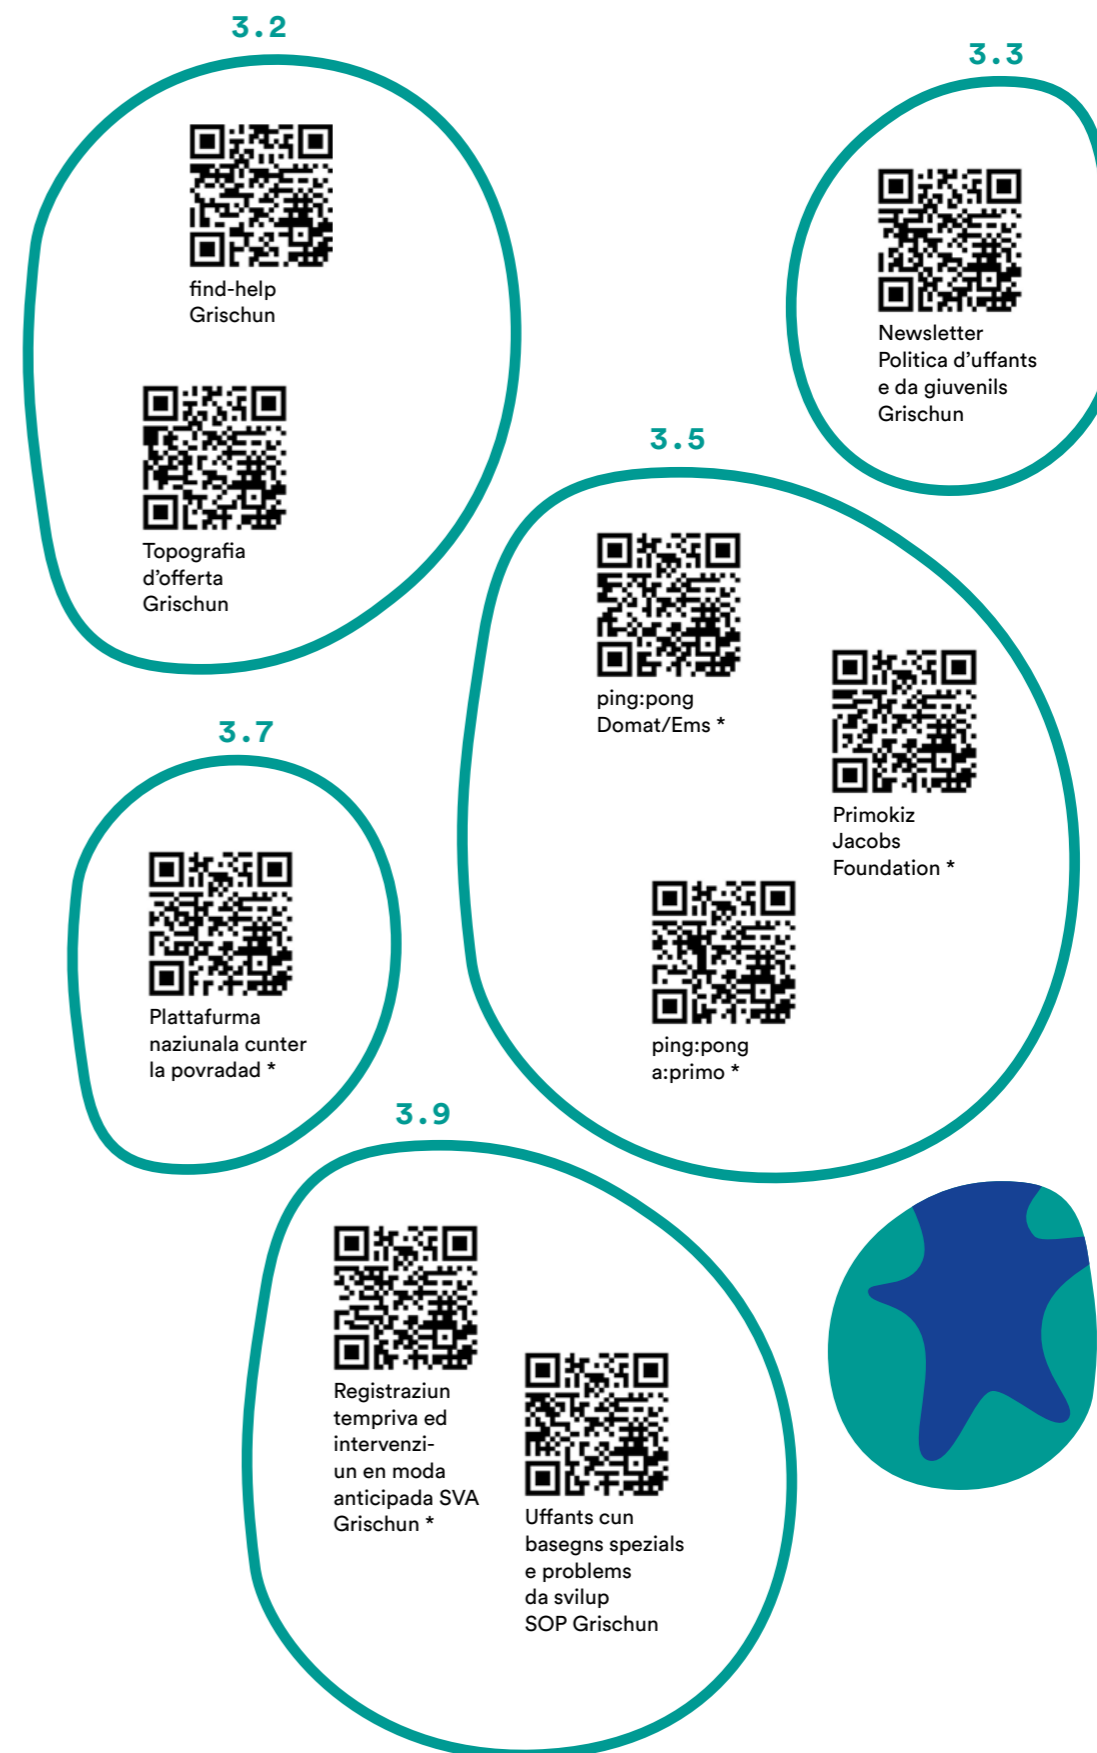 3.2
find-help
Grischun
Topografia
d'offerta
Grischun
3.3
Newsletter
Politica d'uffants
e da giuvenils
Grischun
3.5
ping:pong
Domat/Ems *
Primokiz
Jacobs
Foundation *
ping:pong
a:primo *
3.7
Plattafurma
naziunala cunter
la povradad *
3.9
Registraziun
tempriva ed
intervenzi-
un en moda
anticipada SVA
Grischun *
Uffants cun
basegns spezials
e problems
da svilup
SOP Grischun